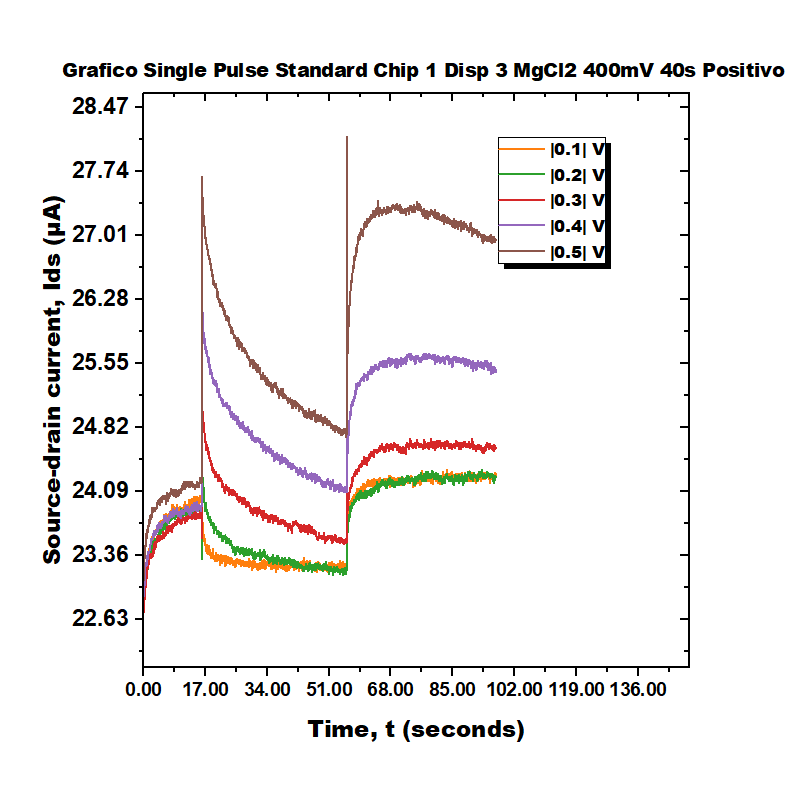 Grafico Single Pulse Standard Chip 1 Disp 3 MgCl2 400mV 40s Positivo
28.47
27.74
27.01
26.28
25.55
24.82
24.09
23.36
22.63
Source-drain current, Ids (µA)
|0.1| V
|0.2| V
|0.3| V
|0.4| V
|0.5| V
0.00 17.00 34.00 51.00 68.00 85.00 102.00 119.00 136.00
Time, t (seconds)